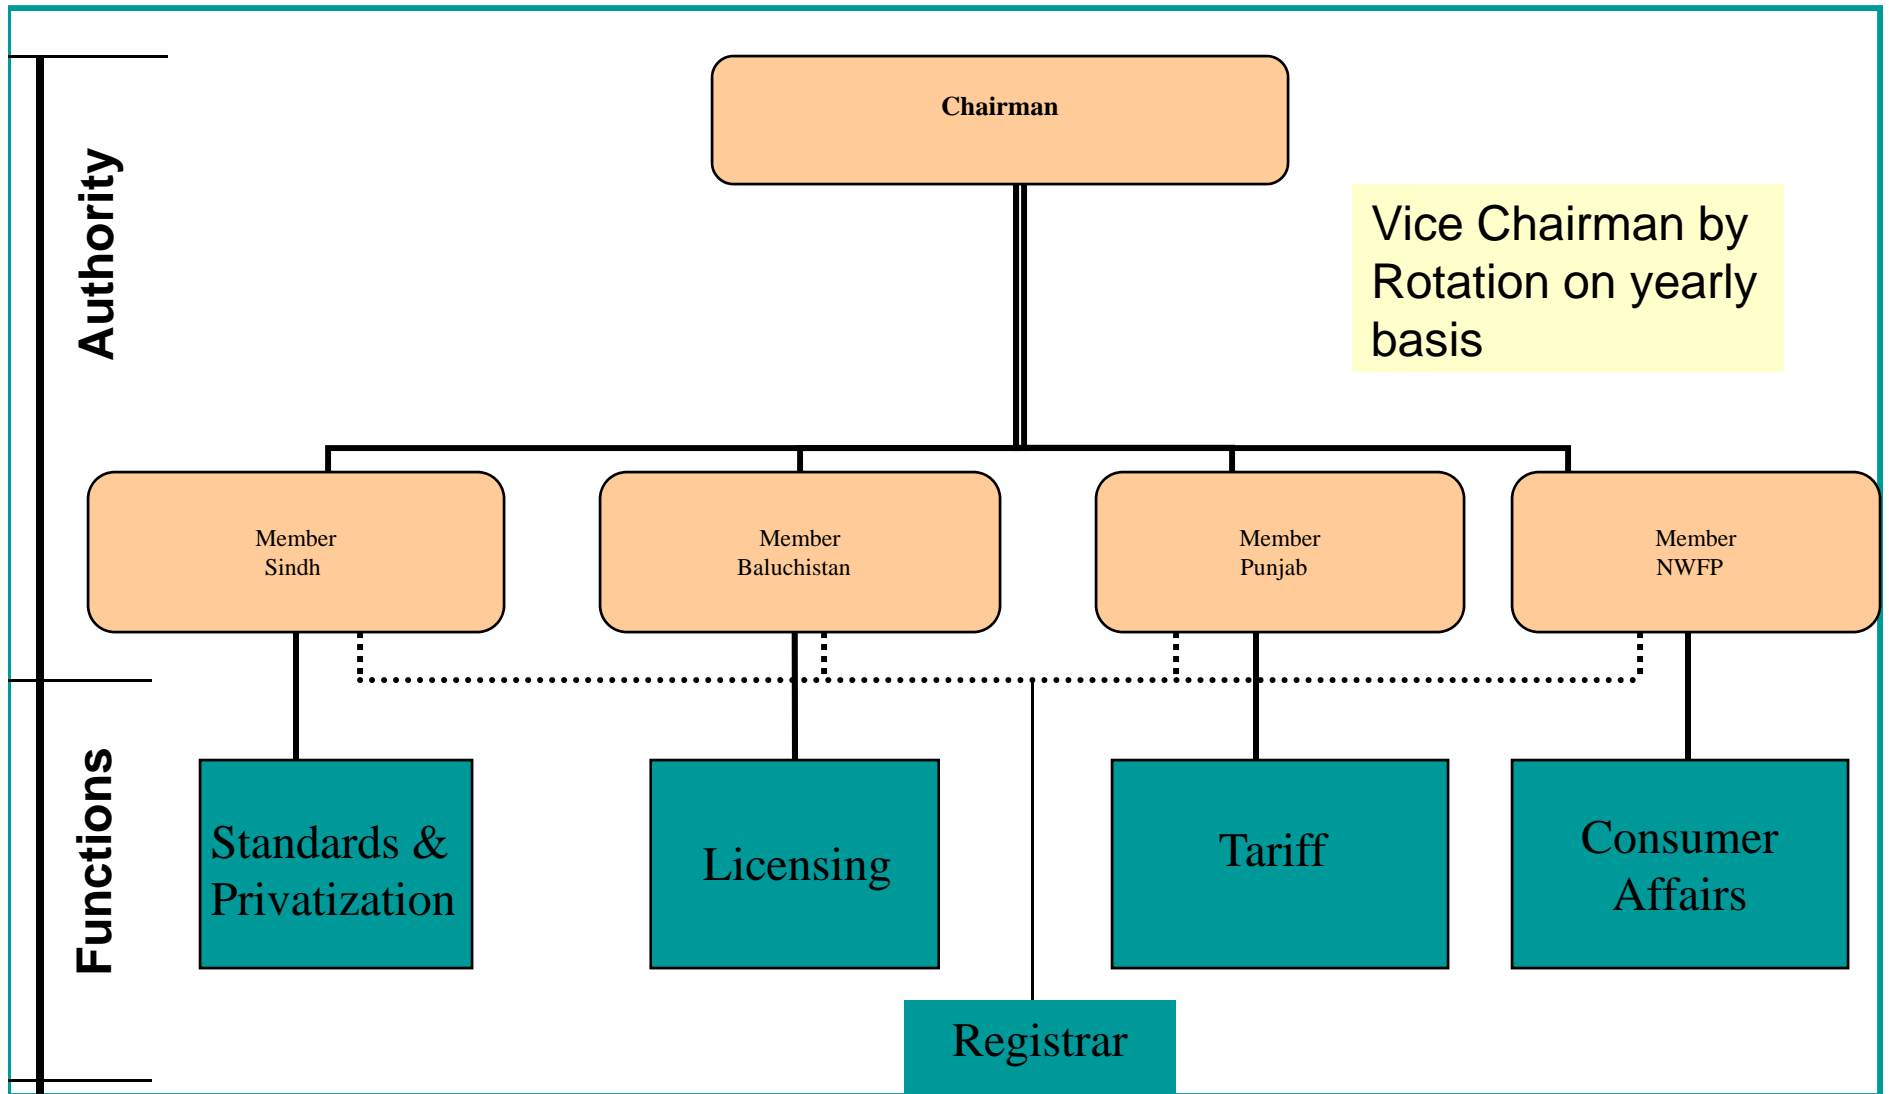 Chairman
Authority
Vice Chairman by
Rotation on yearly
basis
Member
Sindh
Member
Baluchistan
Member
Punjab
Member
NWFP
Functions
Standards &
Privatization
Licensing
Tariff
Consumer
Affairs
Registrar